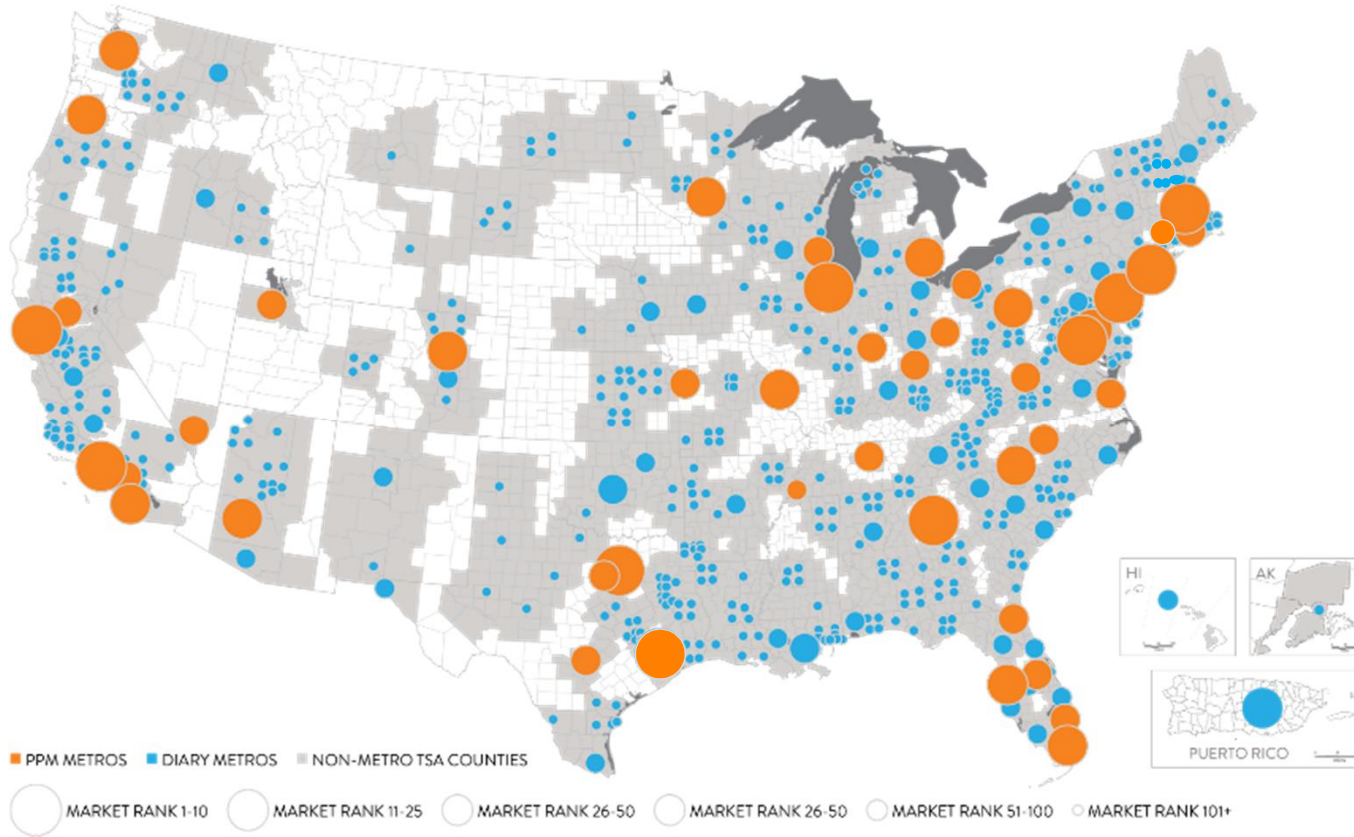 HI
AK
PUERTO RICO
PPM METROS DIARY METROS NON-METRO TSA COUNTIES
MARKET RANK 1-10 MARKET RANK 11-25 MARKET RANK 26-50 MARKET RANK 26-50 MARKET RANK 51-100 MARKET RANK 101+